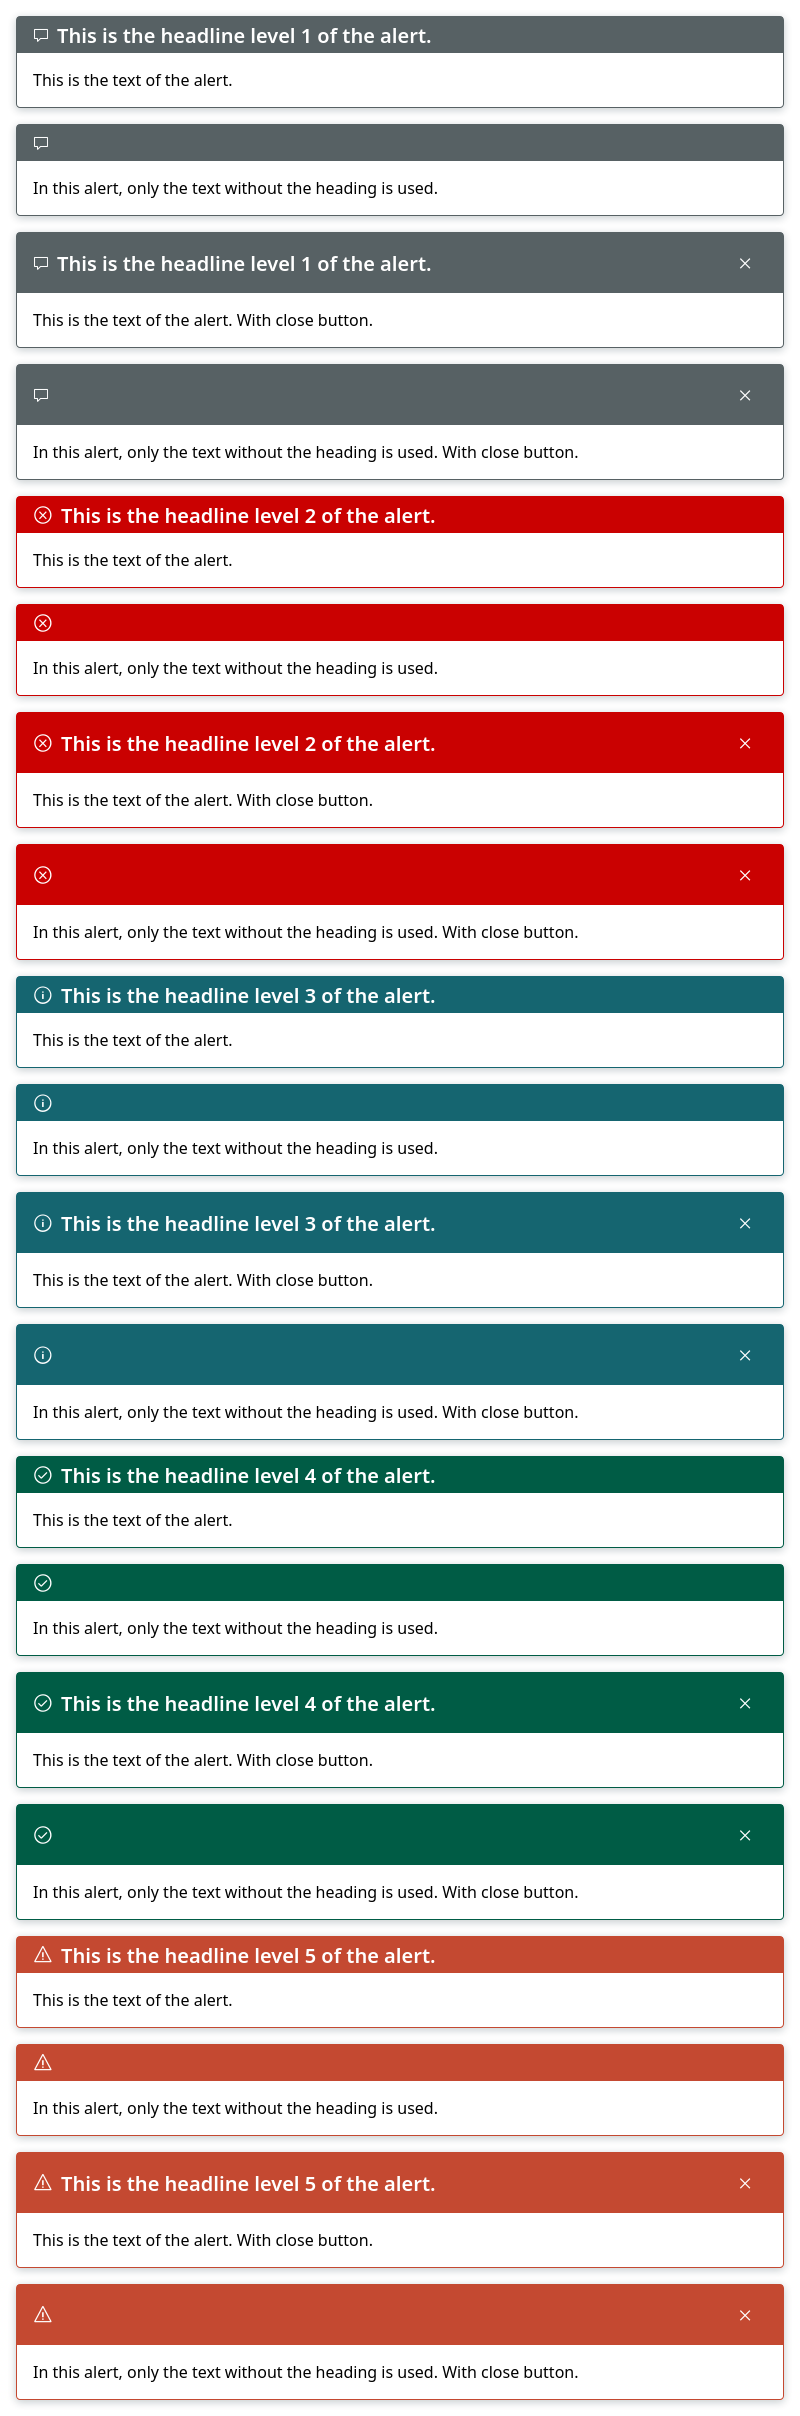 This is the headline level 1 of the alert.
This is the text of the alert.
In this alert, only the text without the heading is used.
This is the headline level 1 of the alert.
This is the text of the alert. With close button.
In this alert, only the text without the heading is used. With close button.
This is the headline level 2 of the alert.
This is the text of the alert.
In this alert, only the text without the heading is used.
This is the headline level 2 of the alert.
This is the text of the alert. With close button.
In this alert, only the text without the heading is used. With close button.
This is the headline level 3 of the alert.
This is the text of the alert.
In this alert, only the text without the heading is used.
This is the headline level 3 of the alert.
This is the text of the alert. With close button.
In this alert, only the text without the heading is used. With close button.
This is the headline level 4 of the alert.
This is the text of the alert.
In this alert, only the text without the heading is used.
This is the headline level 4 of the alert.
This is the text of the alert. With close button.
In this alert, only the text without the heading is used. With close button.
This is the headline level 5 of the alert.
This is the text of the alert.
In this alert, only the text without the heading is used.
This is the headline level 5 of the alert.
This is the text of the alert. With close button.
In this alert, only the text without the heading is used. With close button.